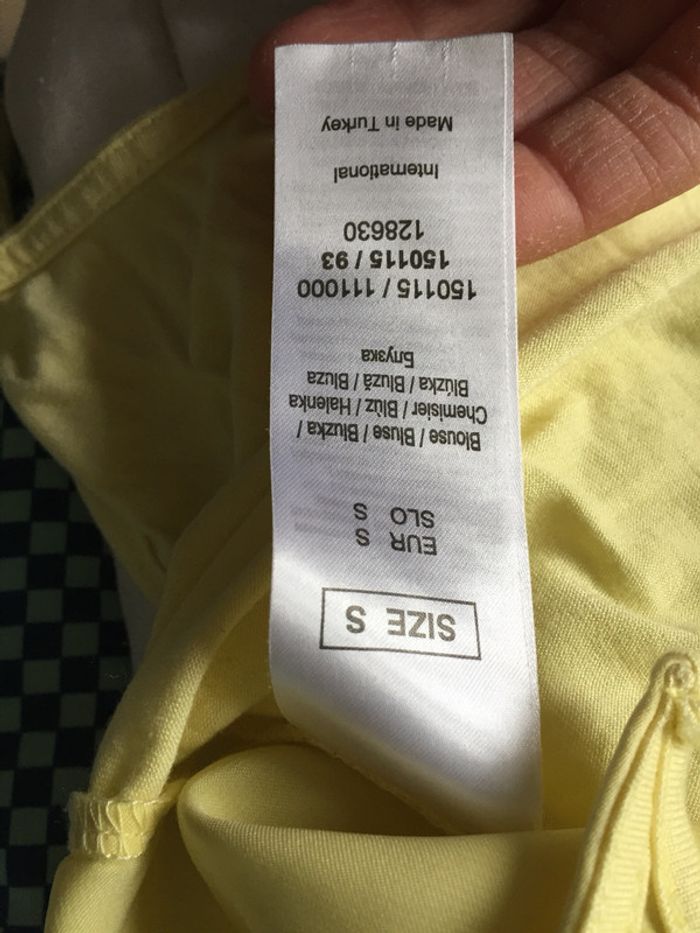 SIZE S
EUR S
SLO S
Blouse / Bluse / Bluzka /
Chemisier / Blúz / Halenka
Blúzka / Bluză / Bluza
Блузка
150115 / 111000
150115 / 93
128630
International
Made in Turkey